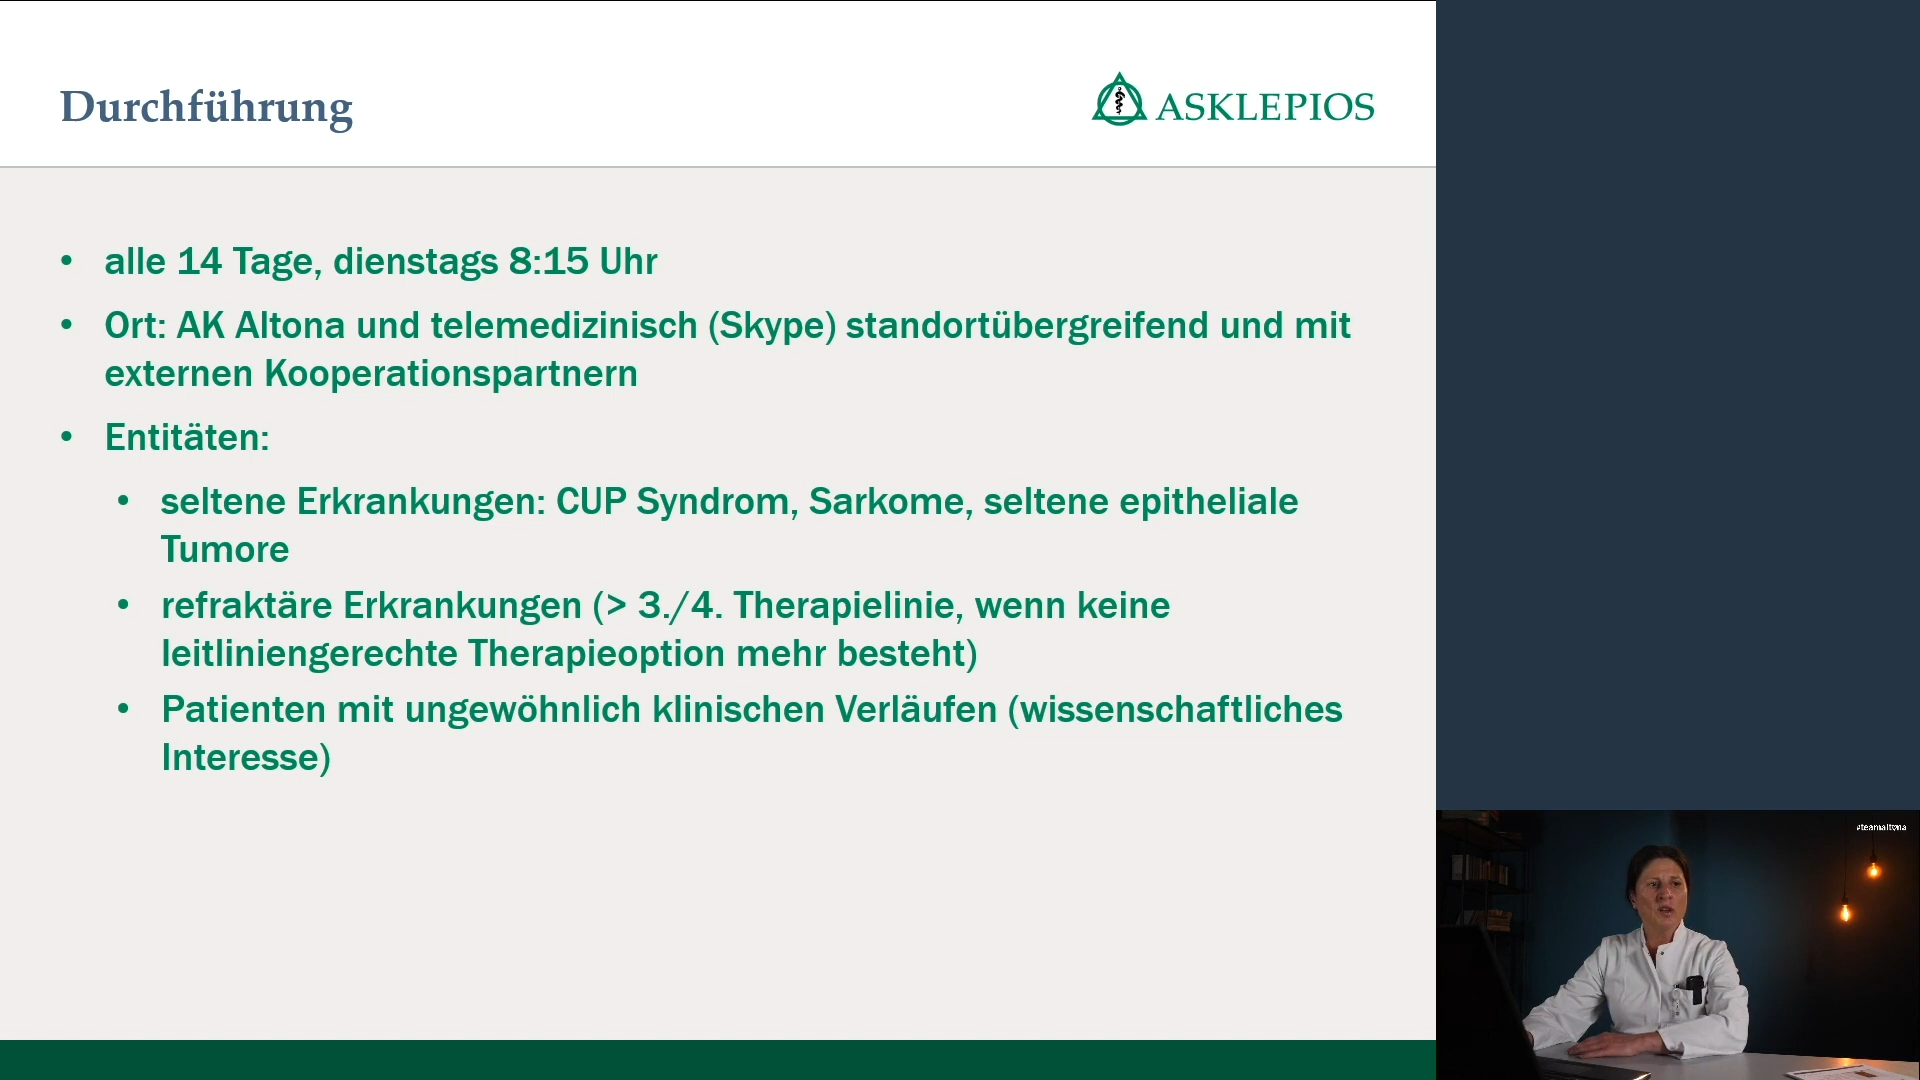 Durchführung
ASKLEPIOS
• alle 14 Tage, dienstags 8:15 Uhr
• Ort: AK Altona und telemedizinisch (Skype) standortübergreifend und mit
externen Kooperationspartnern
• Entitäten:
• seltene Erkrankungen: CUP Syndrom, Sarkome, seltene epitheliale
Tumore
• refraktäre Erkrankungen (> 3./4. Therapielinie, wenn keine
leitliniengerechte Therapieoption mehr besteht)
• Patienten mit ungewöhnlich klinischen Verläufen (wissenschaftliches
Interesse)
#teamaltona